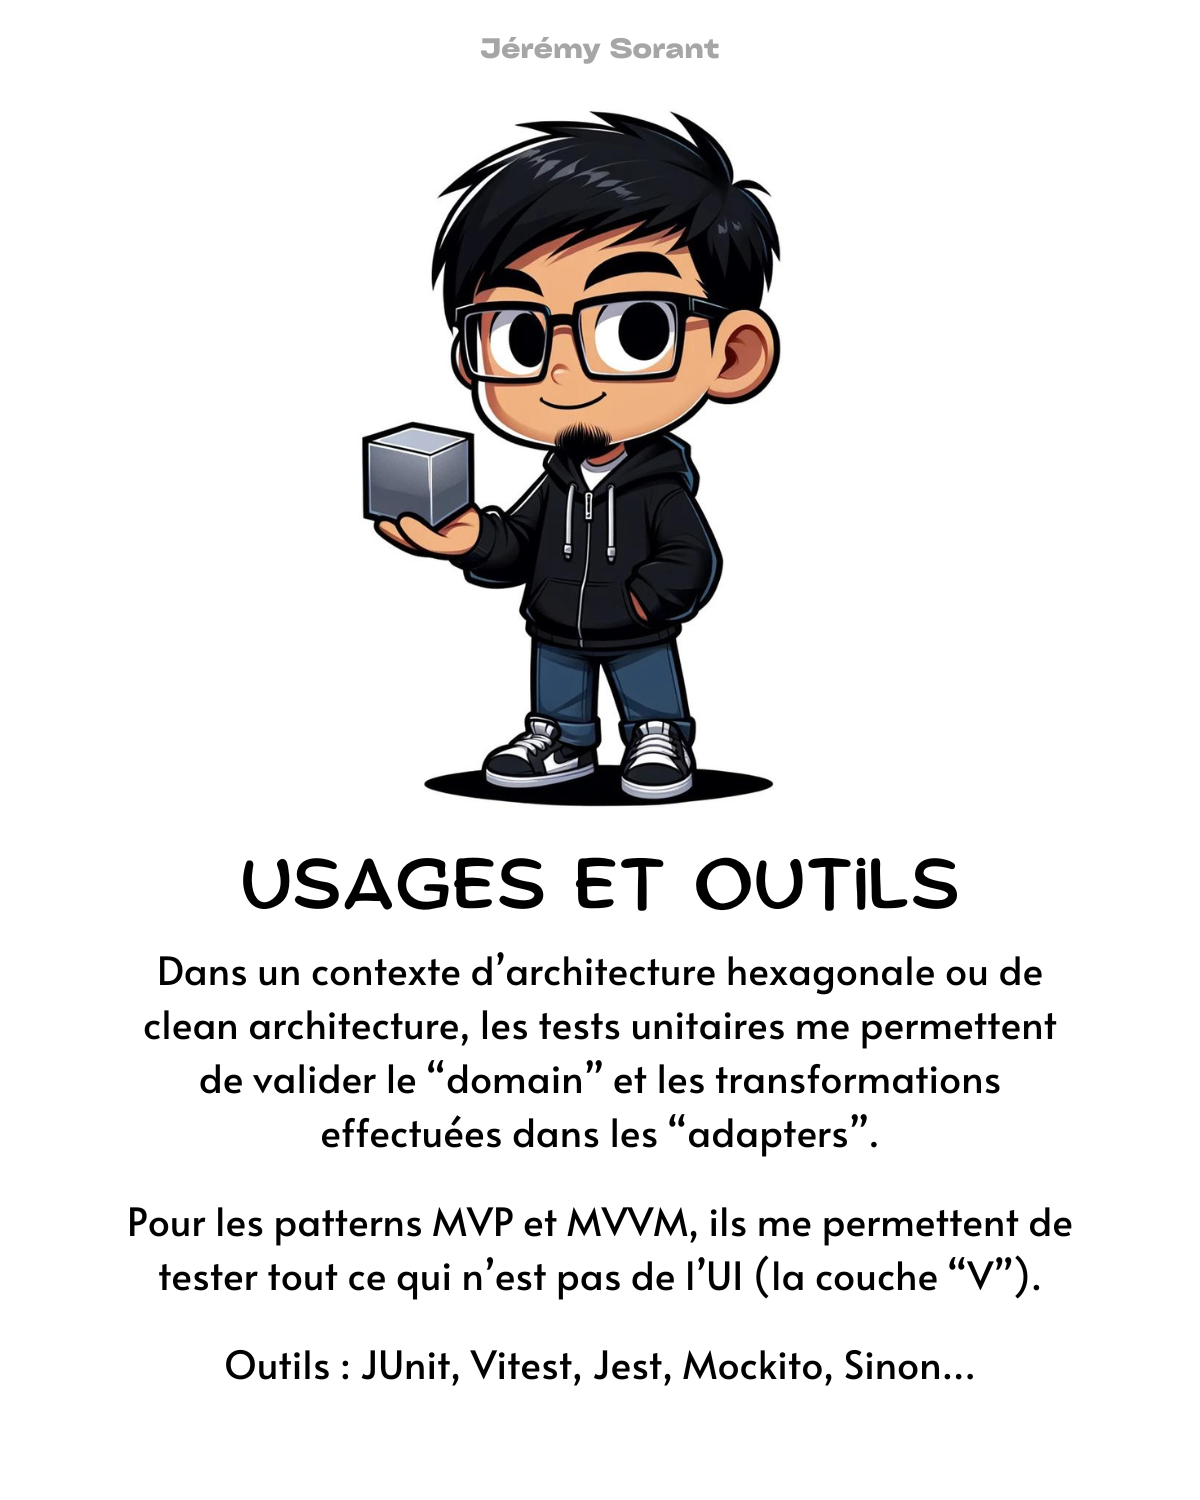 Jérémy Sorant
USAGES ET OUTiLS
Dans un contexte d’architecture hexagonale ou de
clean architecture, les tests unitaires me permettent
de valider le “domain” et les transformations
effectuées dans les “adapters”.
Pour les patterns MVP et MVVM, ils me permettent de
tester tout ce qui n’est pas de l’UI (la couche “V”).
Outils : JUnit, Vitest, Jest, Mockito, Sinon...